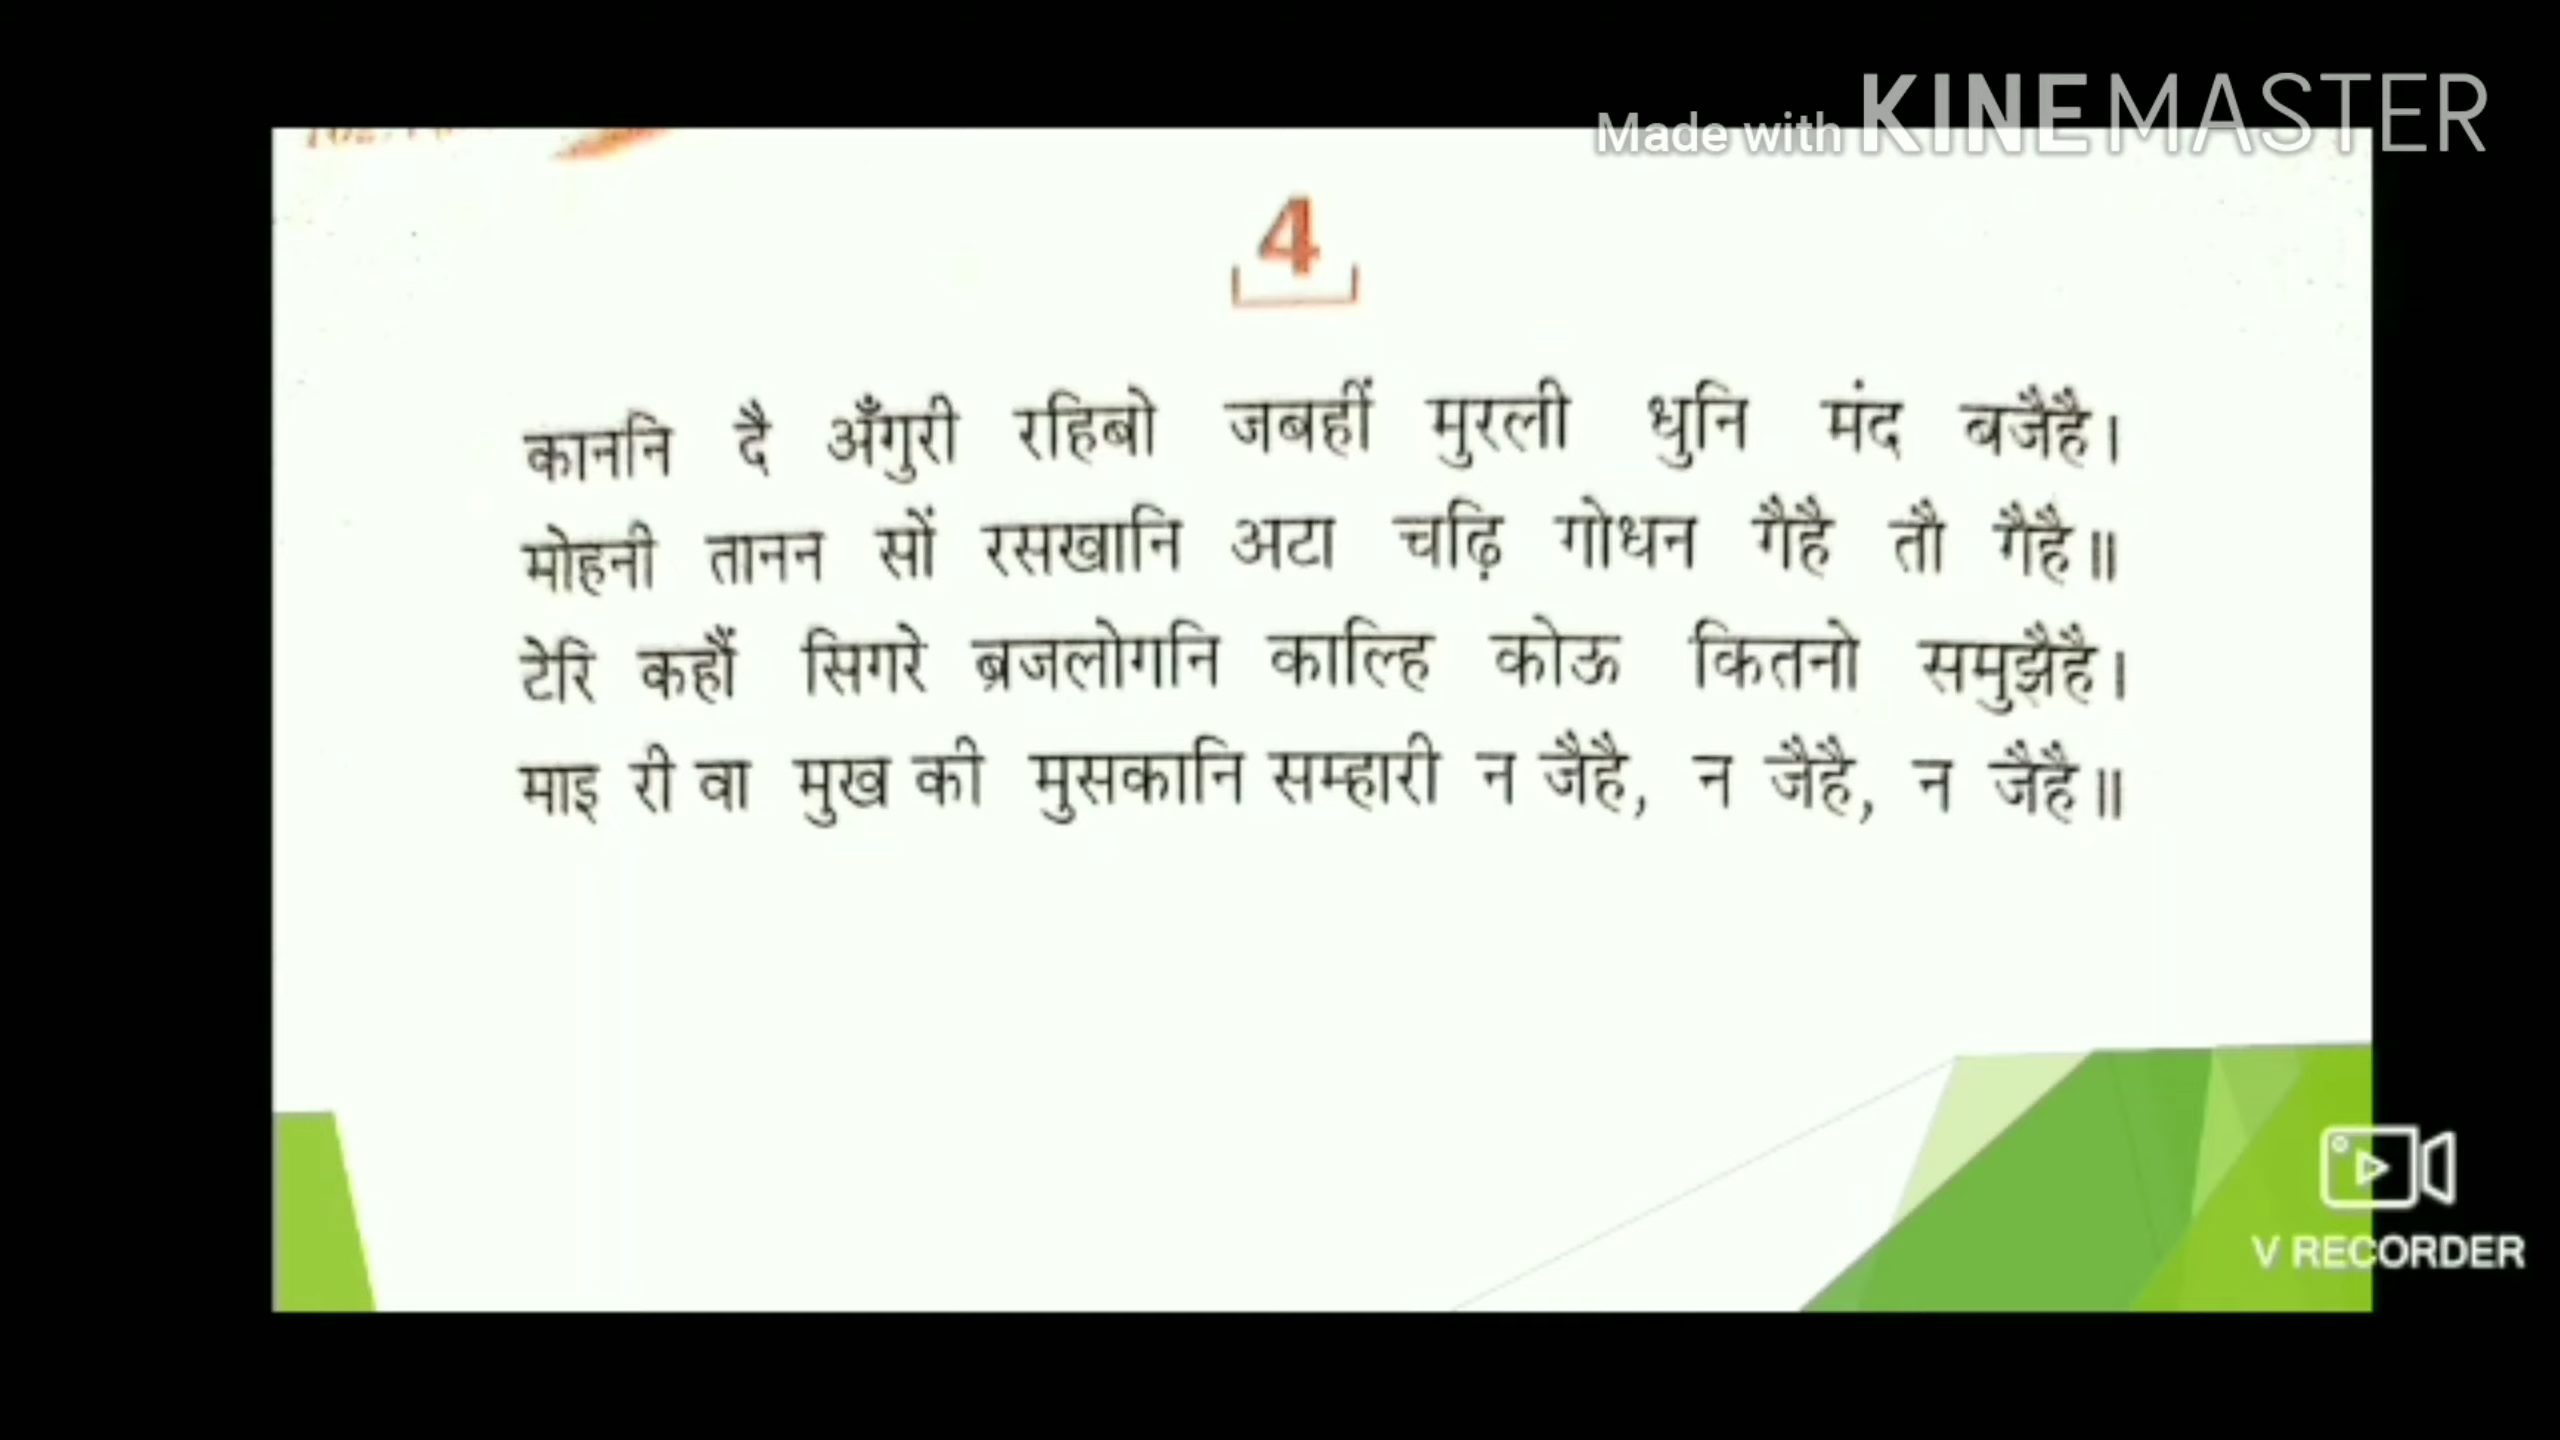 Made with KINEMASTER
4
काननि दै अँगुरी रहिबो जबहीं मुरली धुनि मंद बजैहै।
मोहनी तानन सों रसखानि अटा चढ़ि गोधन गैहै तौ गैहै॥
टेरि कहौं सिगरे ब्रजलोगनि काल्हि कोऊ कितनो समुझैहै।
माइ री वा मुख की मुसकानि सम्हारी न जैहै, न जैहै, न जैहै॥
V RECORDER